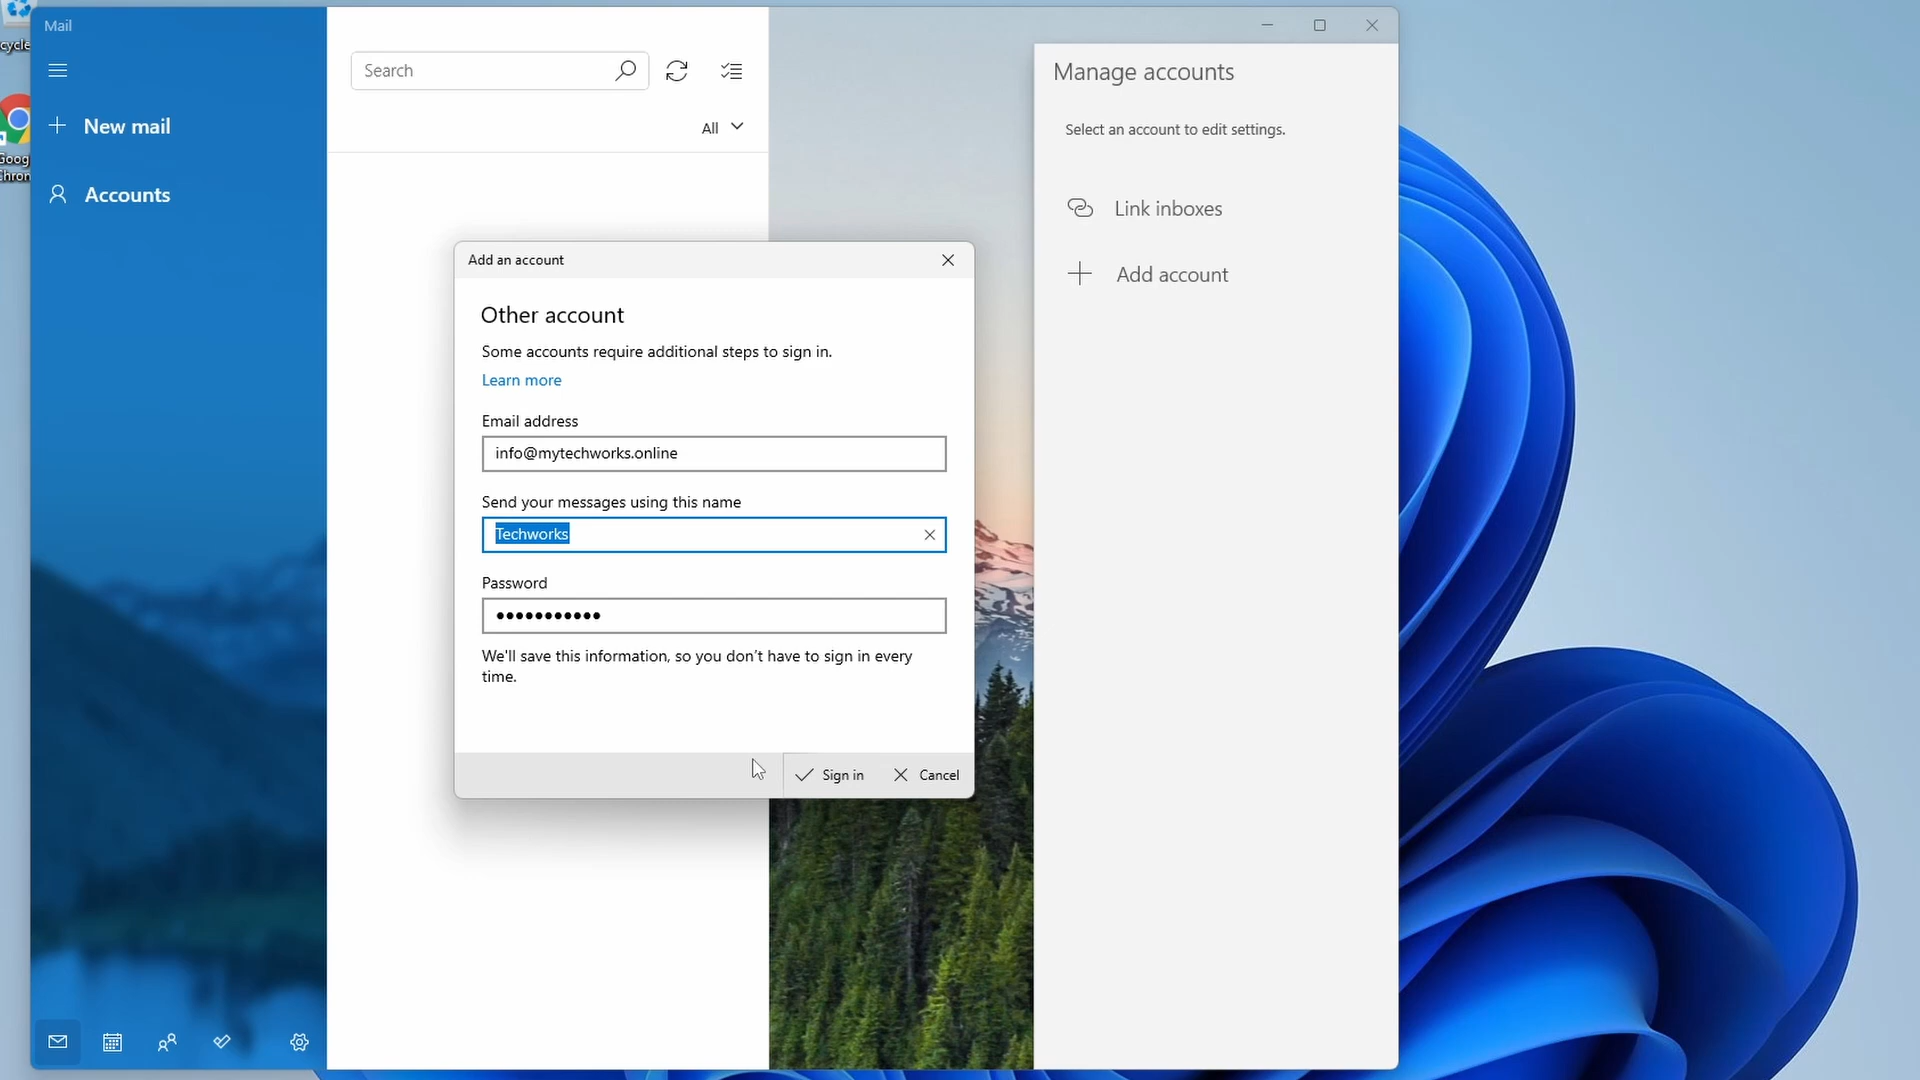 Mail
cycle
Goog
Chron
New mail
Accounts
Search
All
Manage accounts
Select an account to edit settings.
Link inboxes
Add account
Add an account
Other account
Some accounts require additional steps to sign in.
Learn more
Email address
info@mytechworks.online
Send your messages using this name
Techworks
Password
•••••••••••
We'll save this information, so you don't have to sign in every
time.
Sign in
Cancel